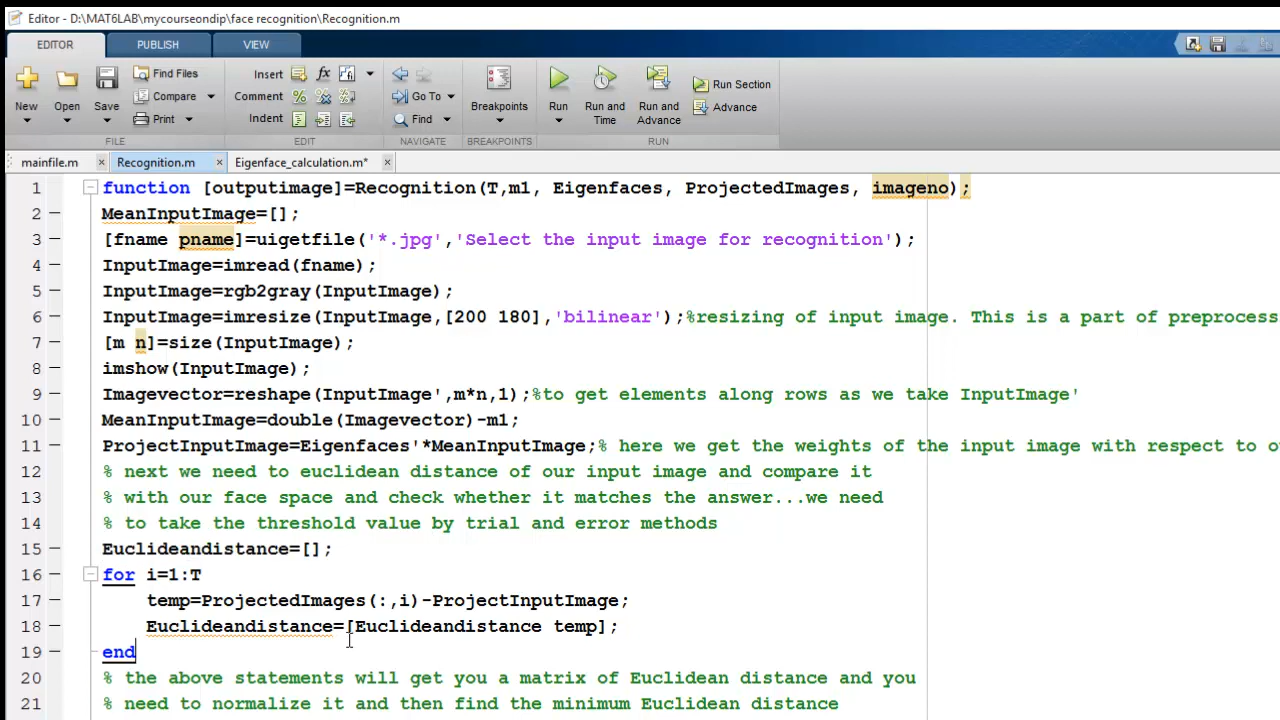 Editor - D:\MAT6LAB\mycourseondip\face recognition\Recognition.m
EDITOR PUBLISH VIEW
Find Files Insert Run Section
Compare Comment Go To
New Open Save Breakpoints Run Run and Time Run and Advance Advance
Print Indent Find
FILE EDIT NAVIGATE BREAKPOINTS RUN
mainfile.m Recognition.m Eigenface_calculation.m*
1 function [outputimage]=Recognition(T,m1, Eigenfaces, ProjectedImages, imageno);
2 MeanInputImage=[];
3 [fname pname]=uigetfile('*.jpg','Select the input image for recognition');
4 InputImage=imread(fname);
5 InputImage=rgb2gray(InputImage);
6 InputImage=imresize(InputImage,[200 180],'bilinear');%resizing of input image. This is a part of preprocess
7 [m n]=size(InputImage);
8 imshow(InputImage);
9 Imagevector=reshape(InputImage',m*n,1);%to get elements along rows as we take InputImage'
10 MeanInputImage=double(Imagevector)-m1;
11 ProjectInputImage=Eigenfaces'*MeanInputImage;% here we get the weights of the input image with respect to o
12 % next we need to euclidean distance of our input image and compare it
13 % with our face space and check whether it matches the answer...we need
14 % to take the threshold value by trial and error methods
15 Euclideandistance=[];
16 for i=1:T
17 temp=ProjectedImages(:,i)-ProjectInputImage;
18 Euclideandistance=[Euclideandistance temp];
19 end
20 % the above statements will get you a matrix of Euclidean distance and you
21 % need to normalize it and then find the minimum Euclidean distance